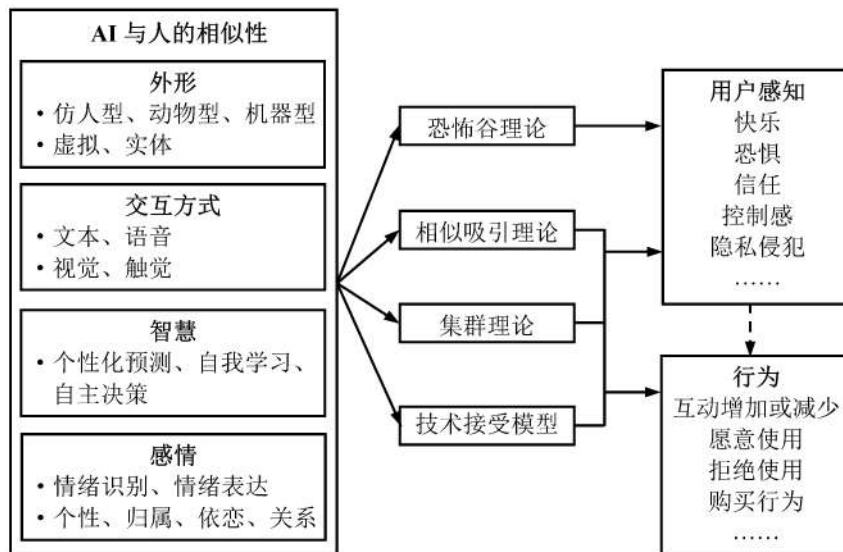 AI 与人的相似性
外形
• 仿人型、动物型、机器型
• 虚拟、实体
交互方式
• 文本、语音
• 视觉、触觉
智慧
• 个性化预测、自我学习、
自主决策
感情
• 情绪识别、情绪表达
• 个性、归属、依恋、关系
恐怖谷理论
相似吸引理论
集群理论
技术接受模型
用户感知
快乐
恐惧
信任
控制感
隐私侵犯
……
行为
互动增加或减少
愿意使用
拒绝使用
购买行为
……